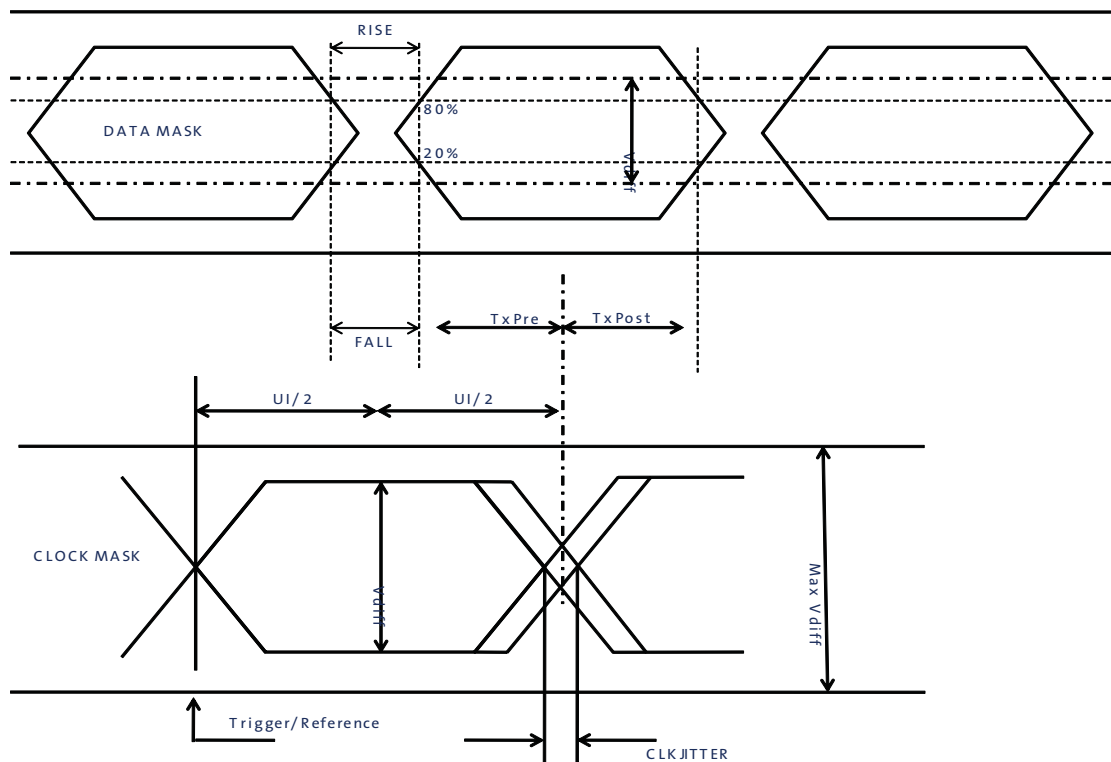 RISE
80%
DATA MASK
20%
Vdiff
TxPre
TxPost
FALL
UI/2
UI/2
CLOCK MASK
Vdiff
Max Vdiff
Trigger/Reference
CLKJITTER